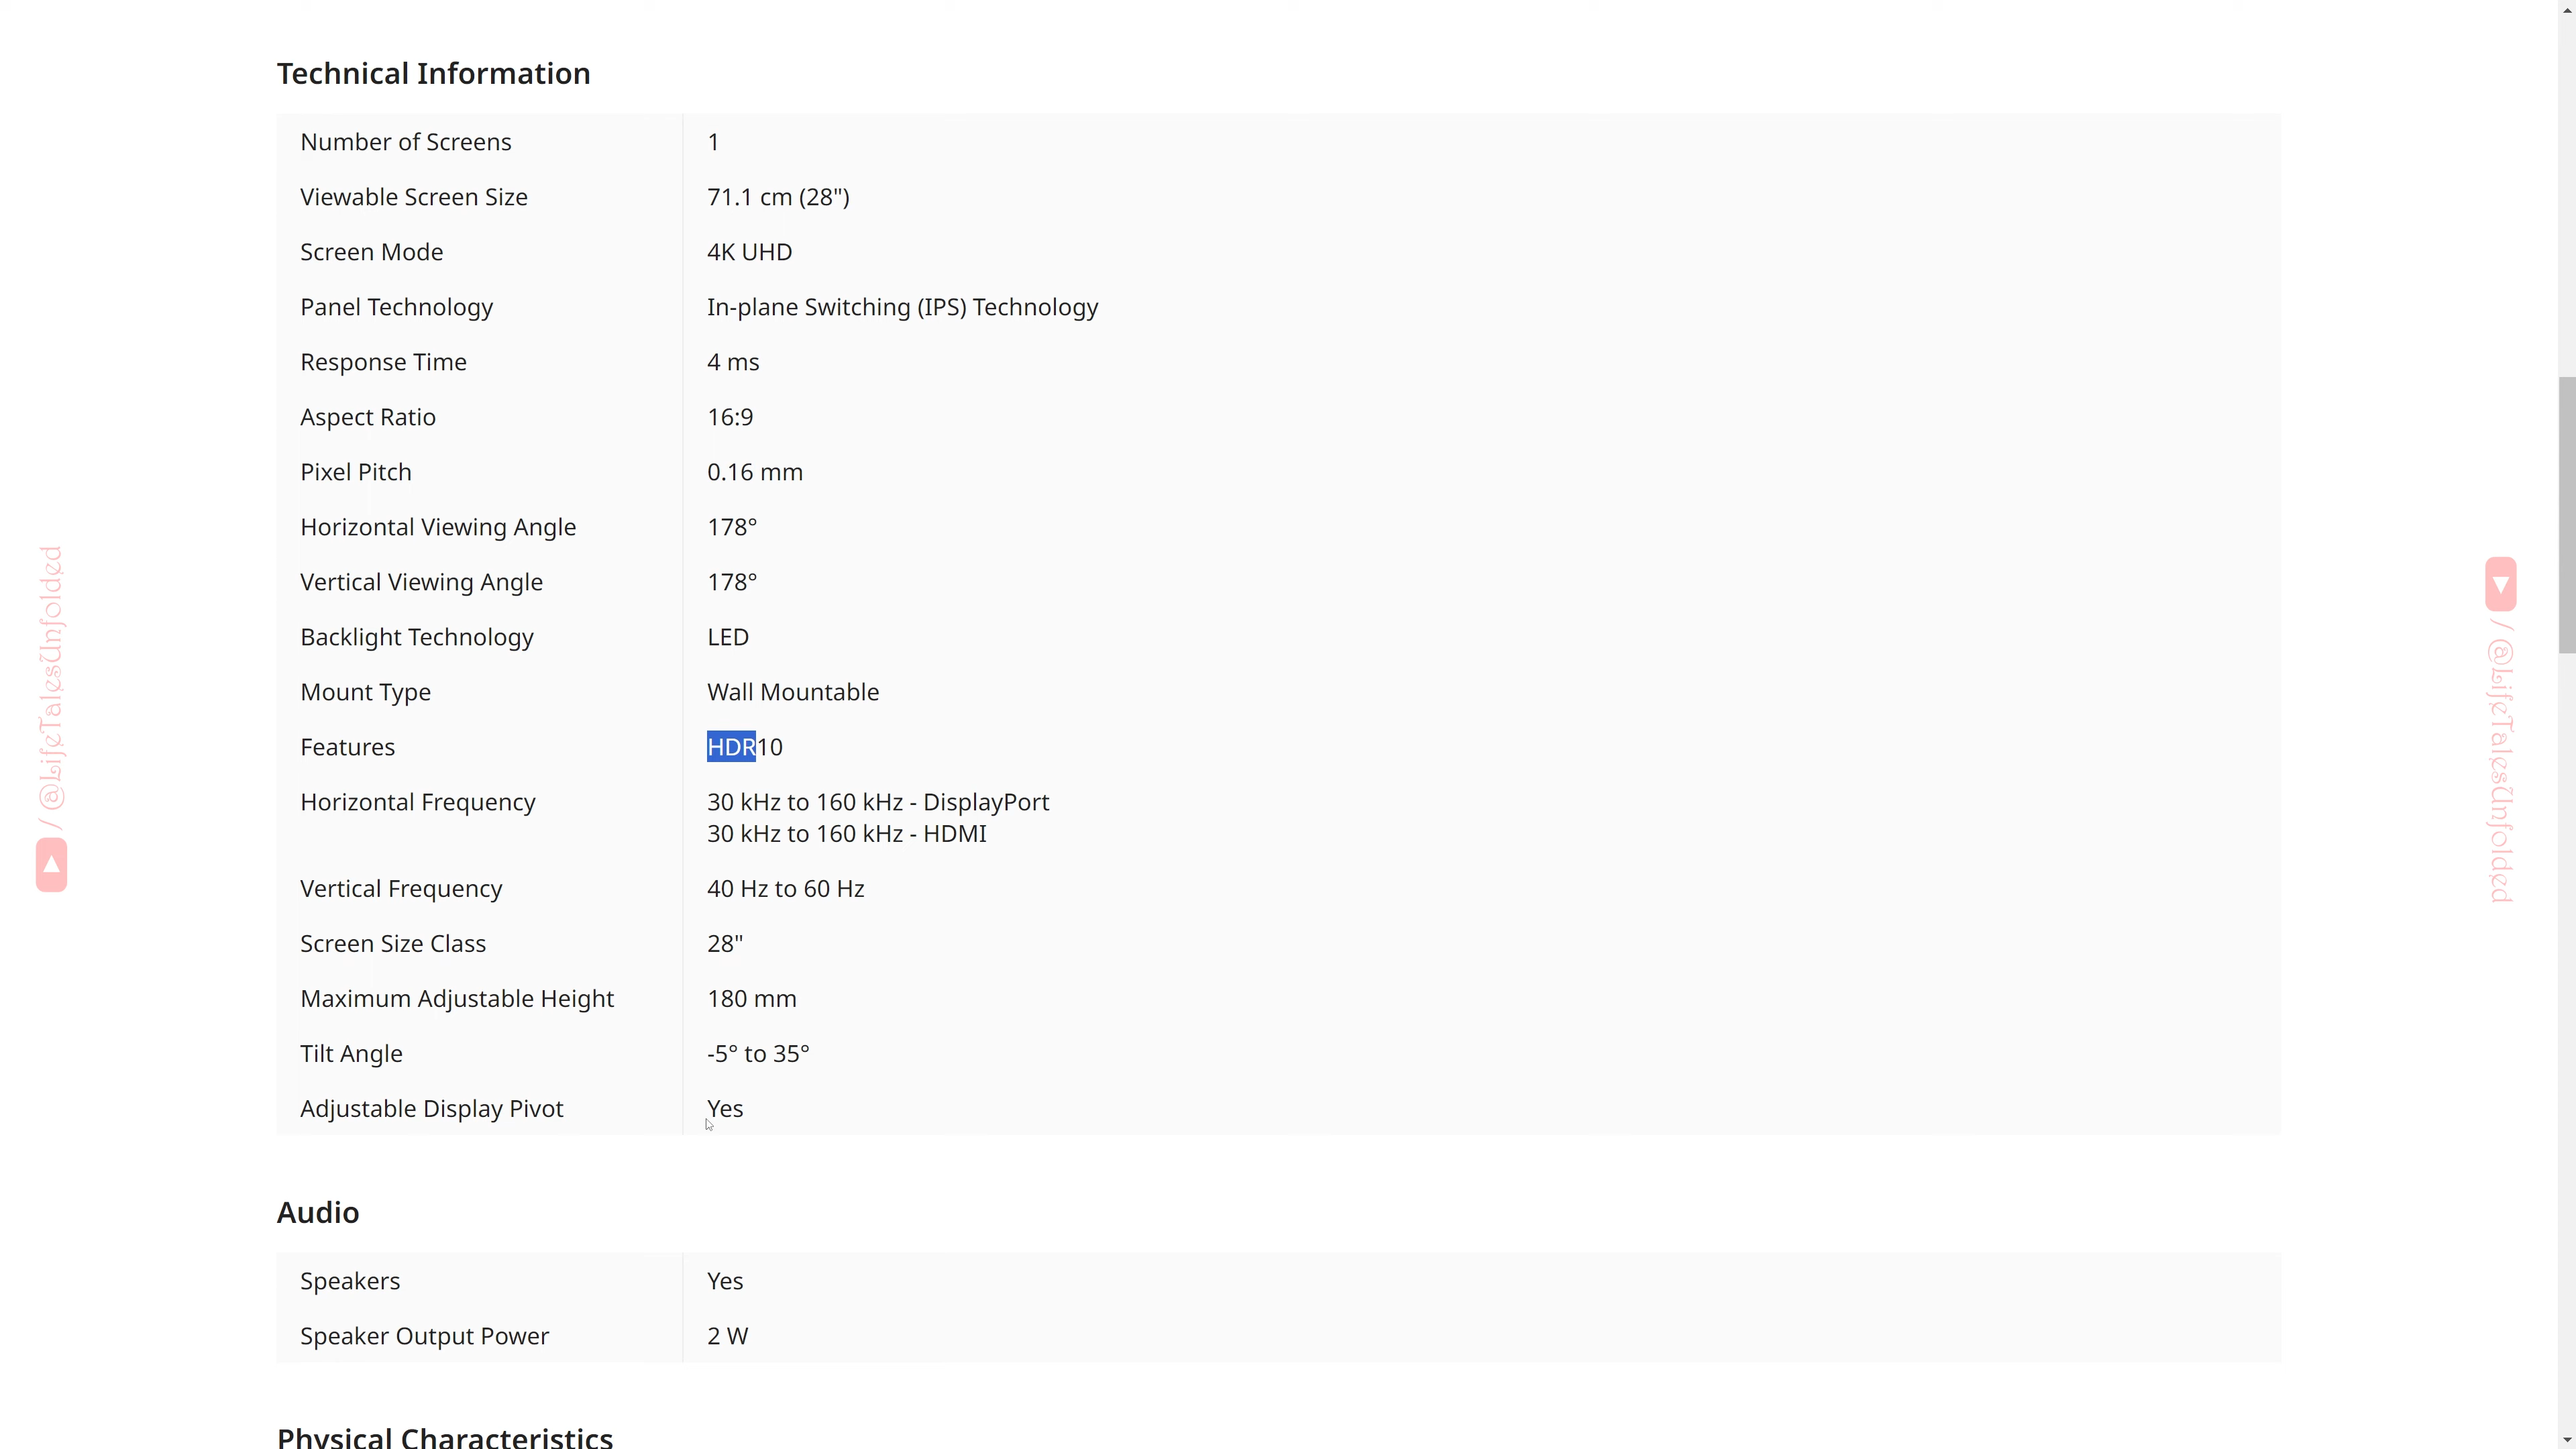 Technical Information
Number of Screens 1
Viewable Screen Size 71.1 cm (28")
Screen Mode 4K UHD
Panel Technology In-plane Switching (IPS) Technology
Response Time 4 ms
Aspect Ratio 16:9
Pixel Pitch 0.16 mm
Horizontal Viewing Angle 178°
Vertical Viewing Angle 178°
Backlight Technology LED
Mount Type Wall Mountable
Features HDR10
Horizontal Frequency 30 kHz to 160 kHz - DisplayPort
30 kHz to 160 kHz - HDMI
Vertical Frequency 40 Hz to 60 Hz
Screen Size Class 28"
Maximum Adjustable Height 180 mm
Tilt Angle -5° to 35°
Adjustable Display Pivot Yes
Audio
Speakers Yes
Speaker Output Power 2 W
Physical Characteristics
/ @LifeTalesUnfolded
/ @LifeTalesUnfolded